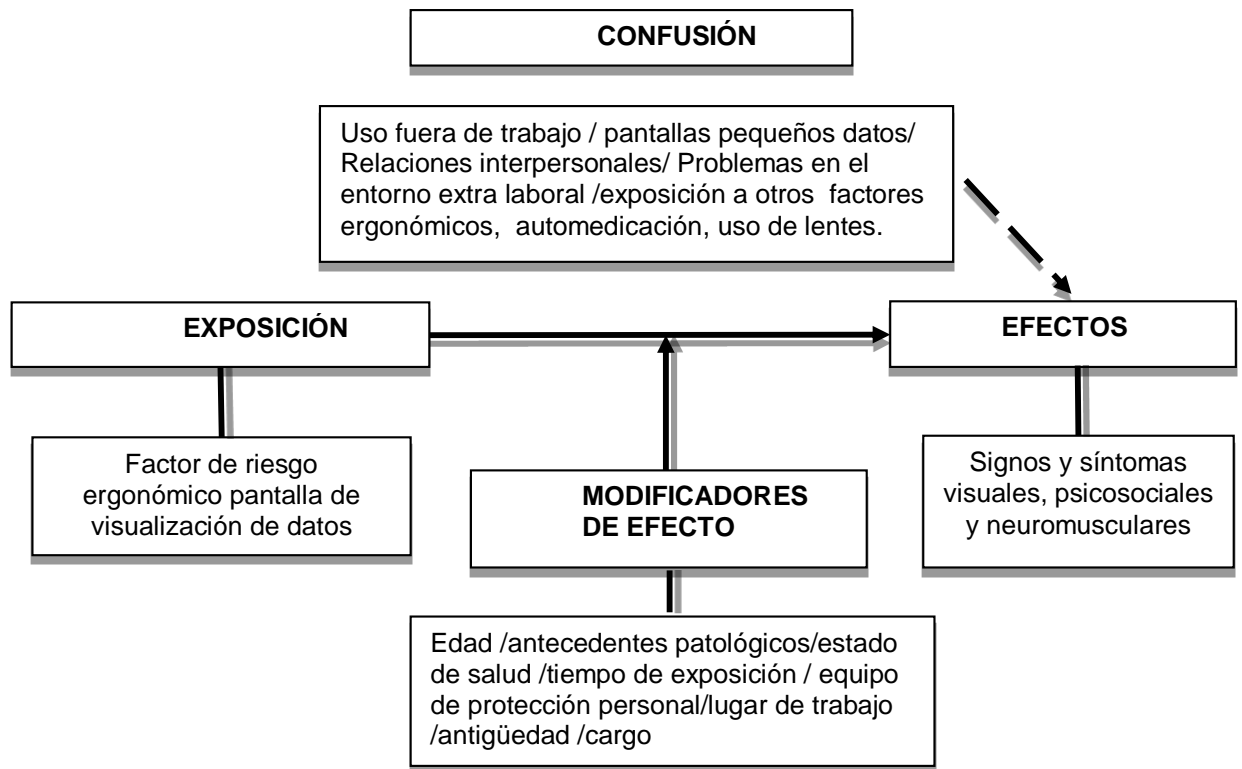 CONFUSIÓN
Uso fuera de trabajo / pantallas pequeños datos/
Relaciones interpersonales/ Problemas en el
entorno extra laboral /exposición a otros factores
ergonómicos, automedicación, uso de lentes.
EXPOSICIÓN
EFECTOS
Factor de riesgo
ergonómico pantalla de
visualización de datos
MODIFICADORES
DE EFECTO
Signos y síntomas
visuales, psicosociales
y neuromusculares
Edad /antecedentes patológicos/estado
de salud /tiempo de exposición / equipo
de protección personal/lugar de trabajo
/antigüedad /cargo